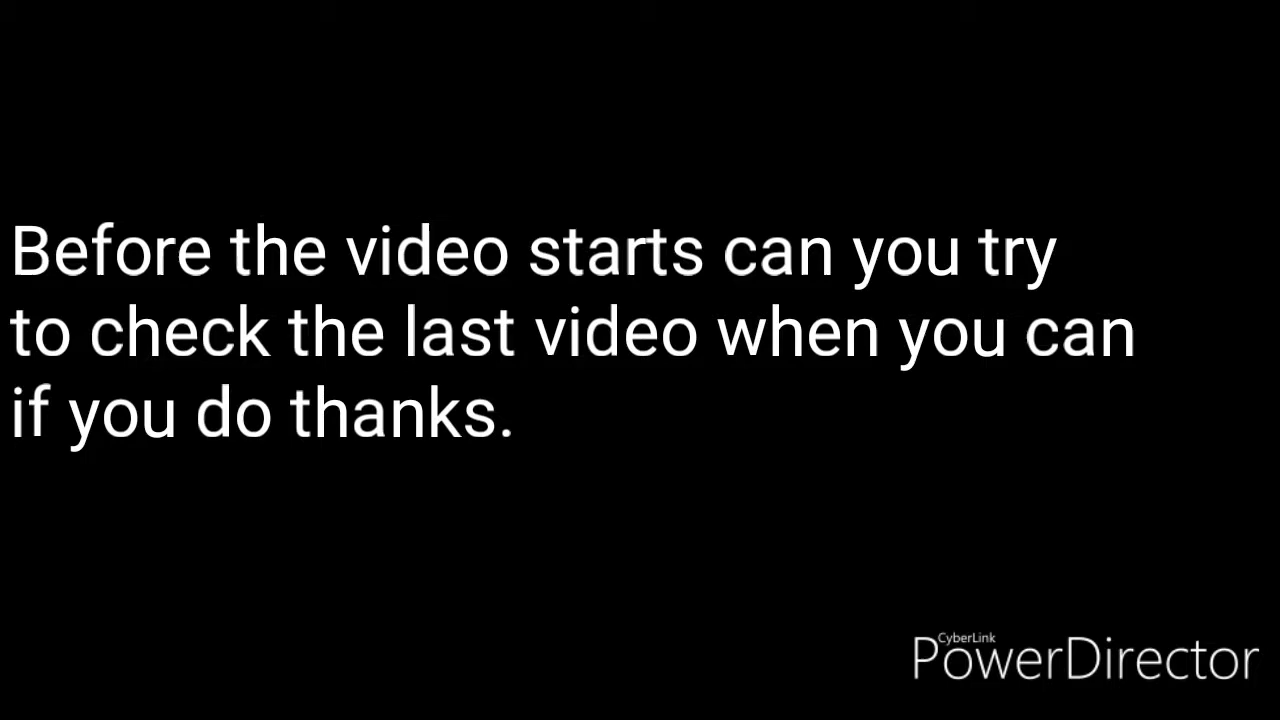 Before the video starts can you try
to check the last video when you can
if you do thanks.
CyberLink
PowerDirector